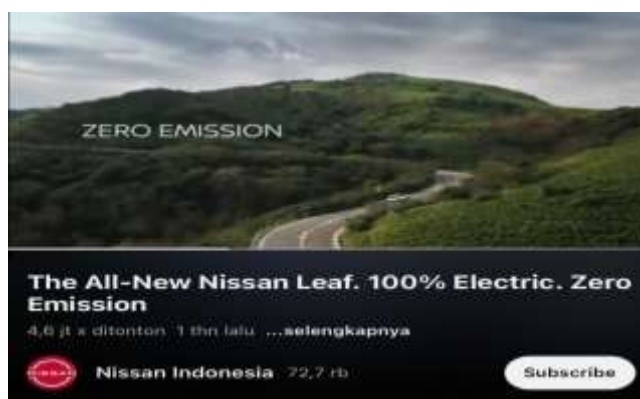 ZERO EMISSION
The All-New Nissan Leaf. 100% Electric. Zero
Emission
4,6 jt x ditonton 1 thn lalu ...selengkapnya
NISSAN Nissan Indonesia 72,7 rb Subscribe